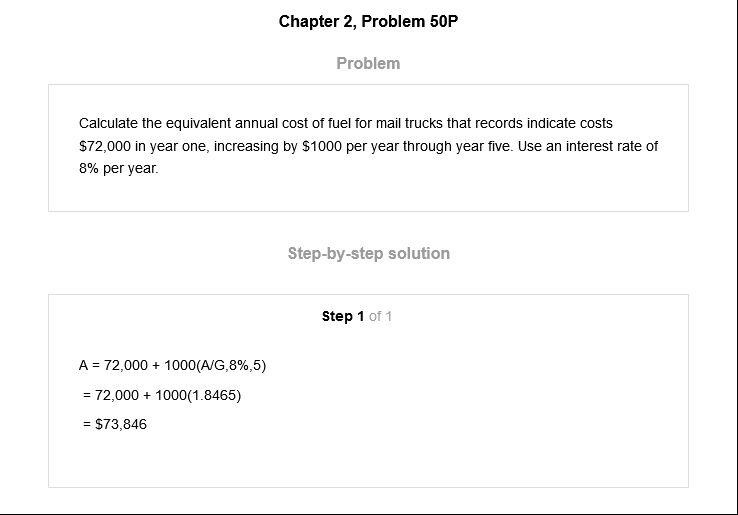 Chapter 2, Problem 50P
Problem
Calculate the equivalent annual cost of fuel for mail trucks that records indicate costs
$72,000 in year one, increasing by $1000 per year through year five. Use an interest rate of
8% per year.
Step-by-step solution
Step 1 of 1
A = 72,000 + 1000(A/G,8%,5)
= 72,000 + 1000(1.8465)
= $73,846